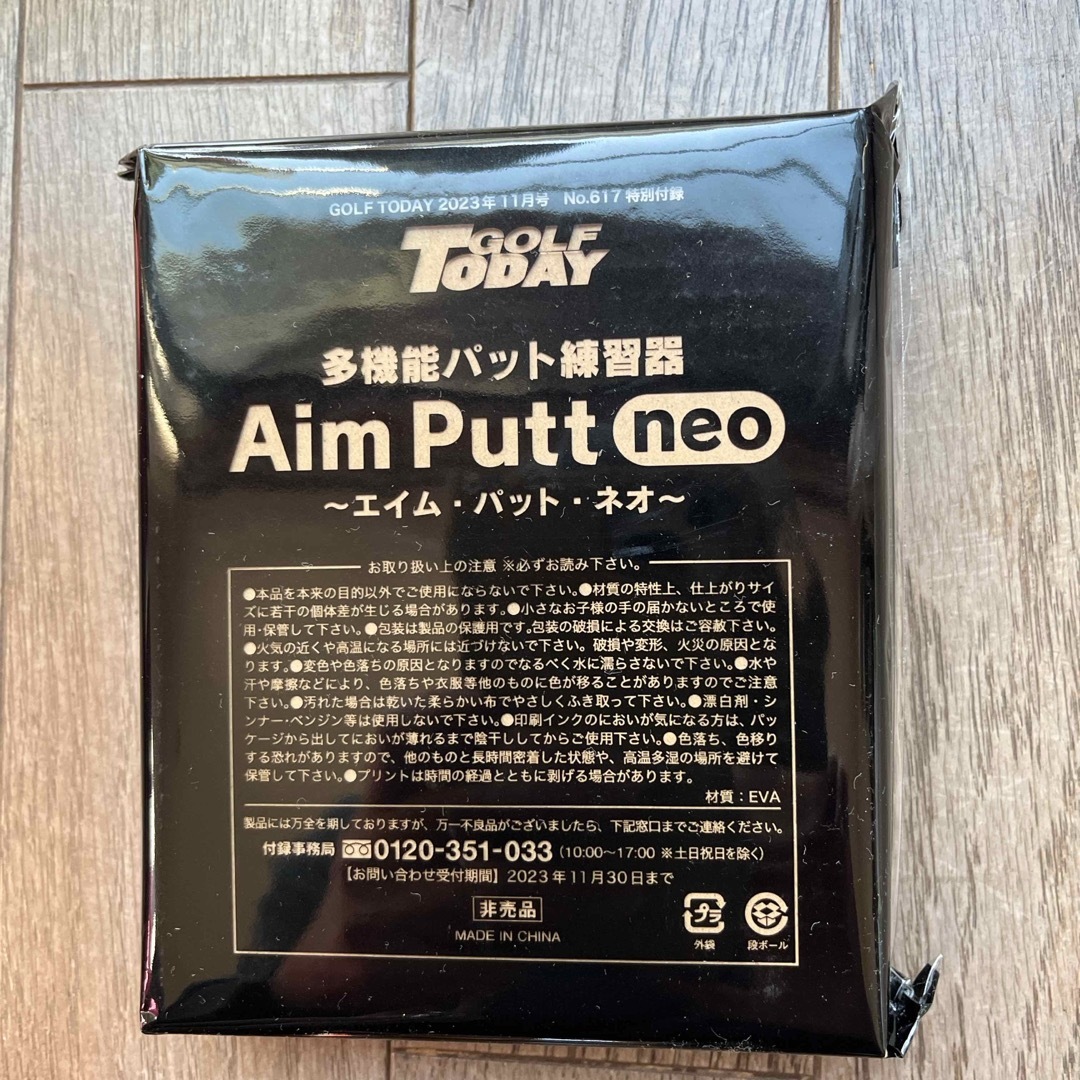 GOLF TODAY 2023年11月号 No.617 特別付録
GOLF
TODAY
多機能パット練習器
Aim Putt neo
～エイム・パット・ネオ～
お取り扱い上の注意 ※必ずお読み下さい。
●本品を本来の目的以外でご使用にならないで下さい。●材質の特性上、仕上がりサイ
ズに若干の個体差が生じる場合があります。●小さなお子様の手の届かないところで使
用・保管して下さい。●包装は製品の保護用です。包装の破損による交換はご容赦下さい。
●火気の近くや高温になる場所には近づけないで下さい。破損や変形、火災の原因とな
ります。●変色や色落ちの原因となりますのでなるべく水に濡らさないで下さい。●水や
汗や摩擦などにより、色落ちや衣服等他のものに色が移ることがありますのでご注意
下さい。●汚れた場合は乾いた柔らかい布でやさしくふき取って下さい。●漂白剤・シ
ンナー・ベンジン等は使用しないで下さい。●印刷インクのにおいが気になる方は、パッ
ケージから出してにおいが薄れるまで陰干ししてからご使用下さい。●色落ち、色移り
する恐れがありますので、他のものと長時間密着した状態や、高温多湿の場所を避けて
保管して下さい。●プリントは時間の経過とともに剥げる場合があります。
材質：EVA
製品には万全を期しておりますが、万一不良品がございましたら、下記窓口までご連絡ください。
付録事務局 0120-351-033 (10:00～17:00 ※土日祝日を除く)
【お問い合わせ受付期間】2023年11月30日まで
非売品
MADE IN CHINA
プラ
外袋
段ボール